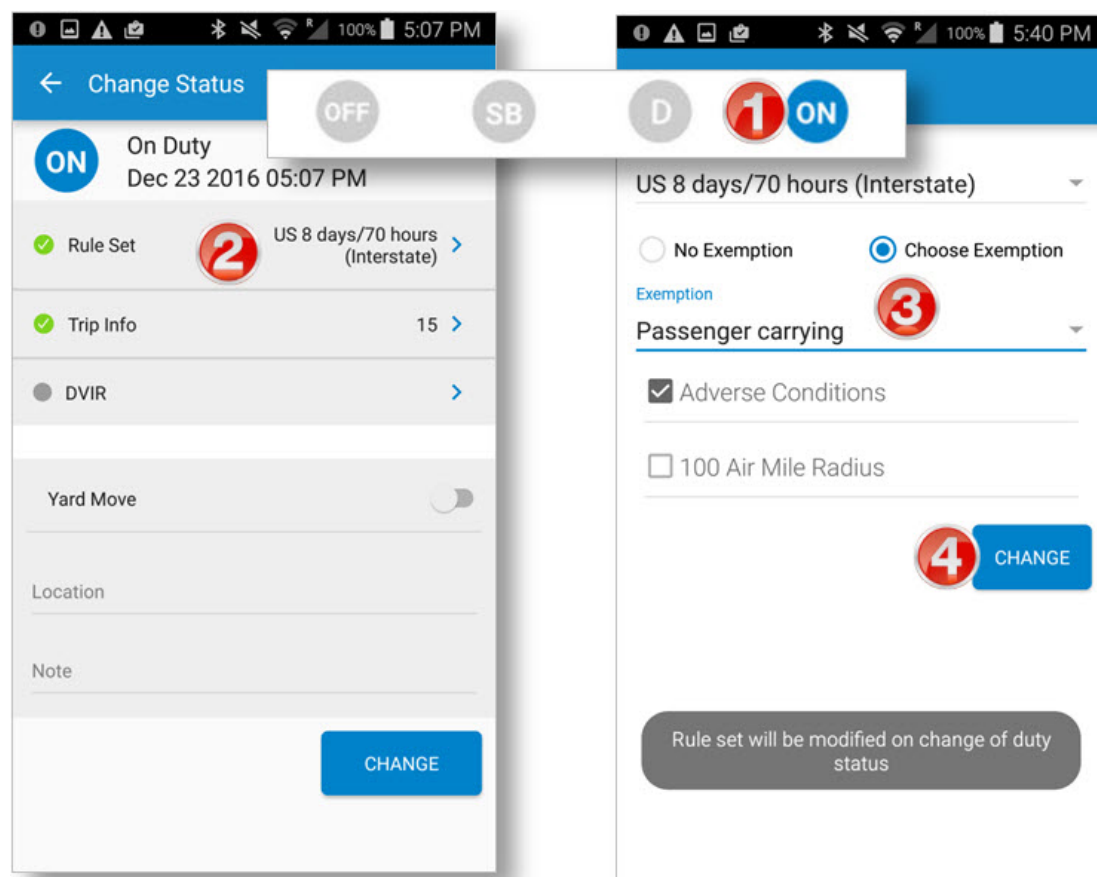 100% 5:07 PM
Change Status
OFF SB D 1 ON
ON
On Duty
Dec 23 2016 05:07 PM
Rule Set
2
US 8 days/70 hours
(Interstate)
Trip Info 15
DVIR
Yard Move
Location
Note
CHANGE
R 100% 5:40 PM
US 8 days/70 hours (Interstate)
No Exemption Choose Exemption
Exemption
3
Passenger carrying
Adverse Conditions
100 Air Mile Radius
4 CHANGE
Rule set will be modified on change of duty
status